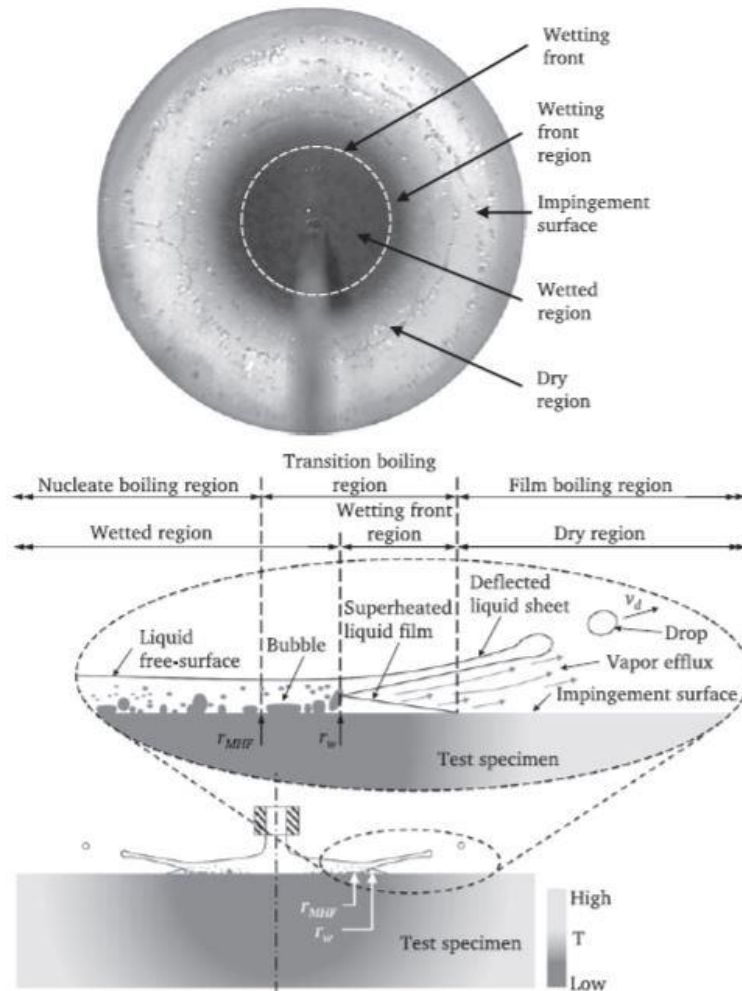 Wetting
front
Wetting
front
region
Impingement
surface
Wetted
region
Dry
region
Transition boiling
Nucleate boiling region
region
Film boiling region
Wetting front
Wetted region
region
Dry region
Deflected
liquid sheet
v_d
Superheated
liquid film
Drop
Liquid
free-surface
Bubble
Vapor efflux
Impingement surface
r_MHF
r_w
Test specimen
r_MHF
r_w
Test specimen
High
T
Low